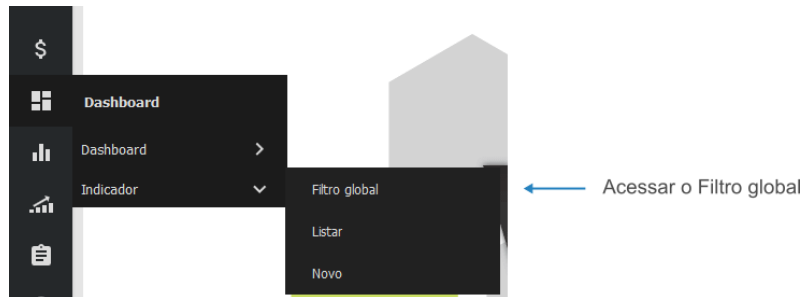 Dashboard
Dashboard
Indicador
Filtro global
Acessar o Filtro global
Listar
Novo